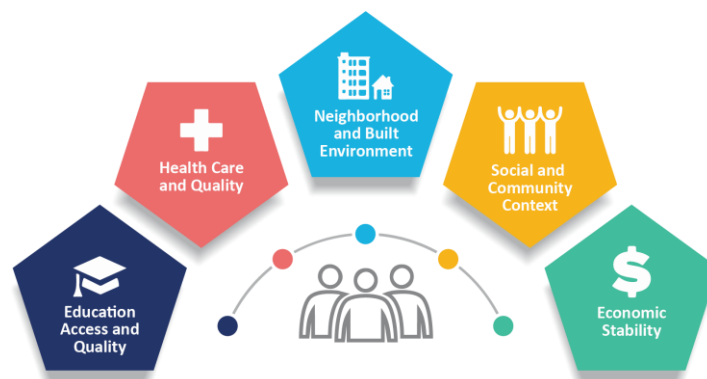 Education
Access and
Quality
Health Care
and Quality
Neighborhood
and Built
Environment
Social and
Community
Context
$
Economic
Stability